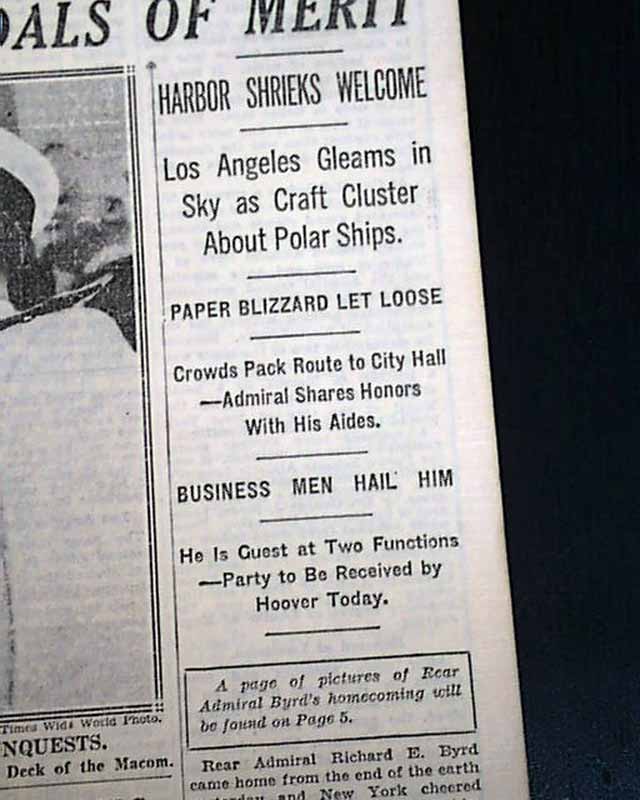 OF MERIT
HARBOR SHRIEKS WELCOME
Los Angeles Gleams in
Sky as Craft Cluster
About Polar Ships.
PAPER BLIZZARD LET LOOSE
Crowds Pack Route to City Hall
—Admiral Shares Honors
With His Aides.
BUSINESS MEN HAIL HIM
He Is Guest at Two Functions
—Party to Be Received by
Hoover Today.
A page of pictures of Rear
Admiral Byrd's homecoming will
be found on Page 5.
Rear Admiral Richard E. Byrd
came home from the end of the earth
and New York cheered
Times Wide World Photo.
NQUESTS.
Deck of the Macom.